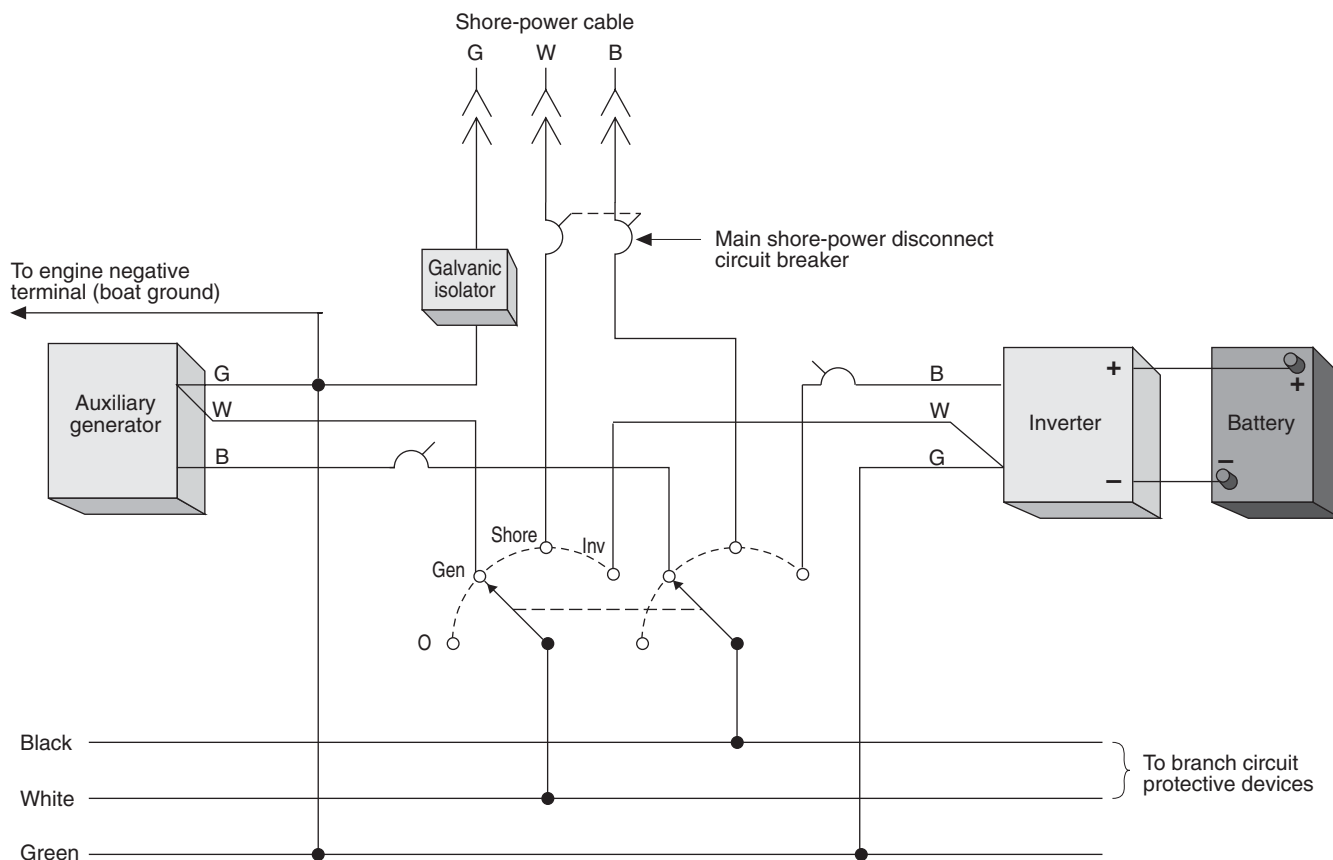 Shore-power cable
G W B
Main shore-power disconnect
circuit breaker
Galvanic
isolator
To engine negative
terminal (boat ground)
Auxiliary
generator
G
W
B
B
W
G
Inverter
+
−
Battery
+
−
Shore
Inv
Gen
O
Black
White
Green
To branch circuit
protective devices